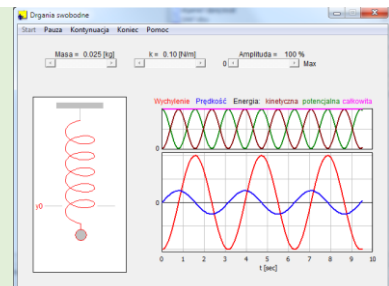 Drgania swobodne
Start Pauza Kontynuacja Koniec Pomoc
Masa = 0.025 [kg] k = 0.10 [N/m] Amplituda = 100 %
0 Max
Wychylenie Prędkość Energia: kinetyczna potencjalna całkowita
0
y0
0
0 1 2 3 4 5 6 7 8 9 10
t [sec]